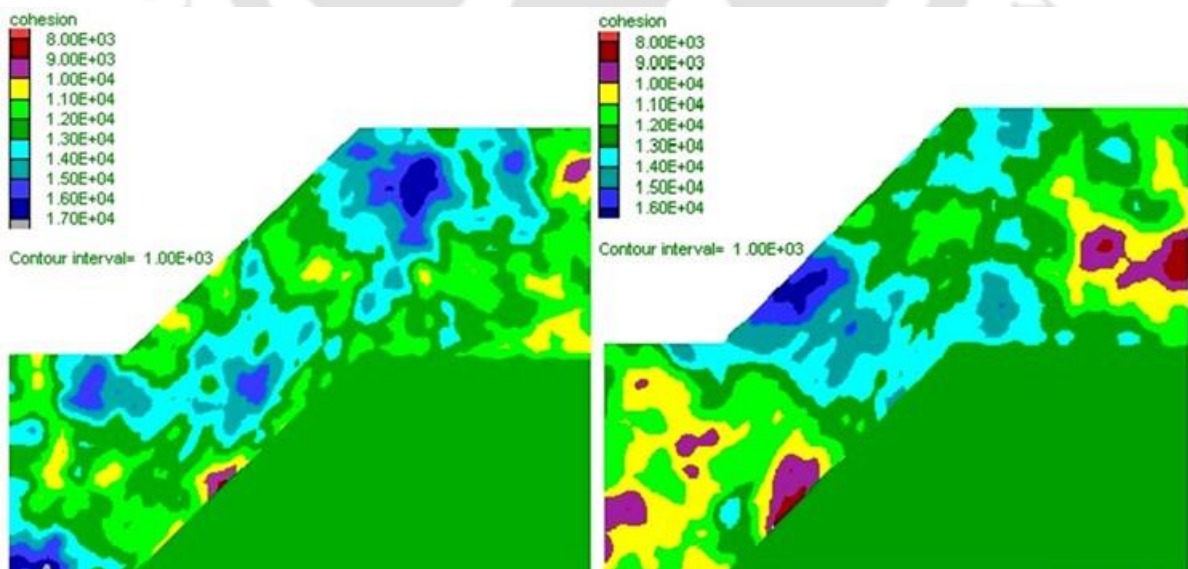 cohesion
8.00E+03
9.00E+03
1.00E+04
1.10E+04
1.20E+04
1.30E+04
1.40E+04
1.50E+04
1.60E+04
1.70E+04
Contour interval= 1.00E+03
cohesion
8.00E+03
9.00E+03
1.00E+04
1.10E+04
1.20E+04
1.30E+04
1.40E+04
1.50E+04
1.60E+04
Contour interval= 1.00E+03